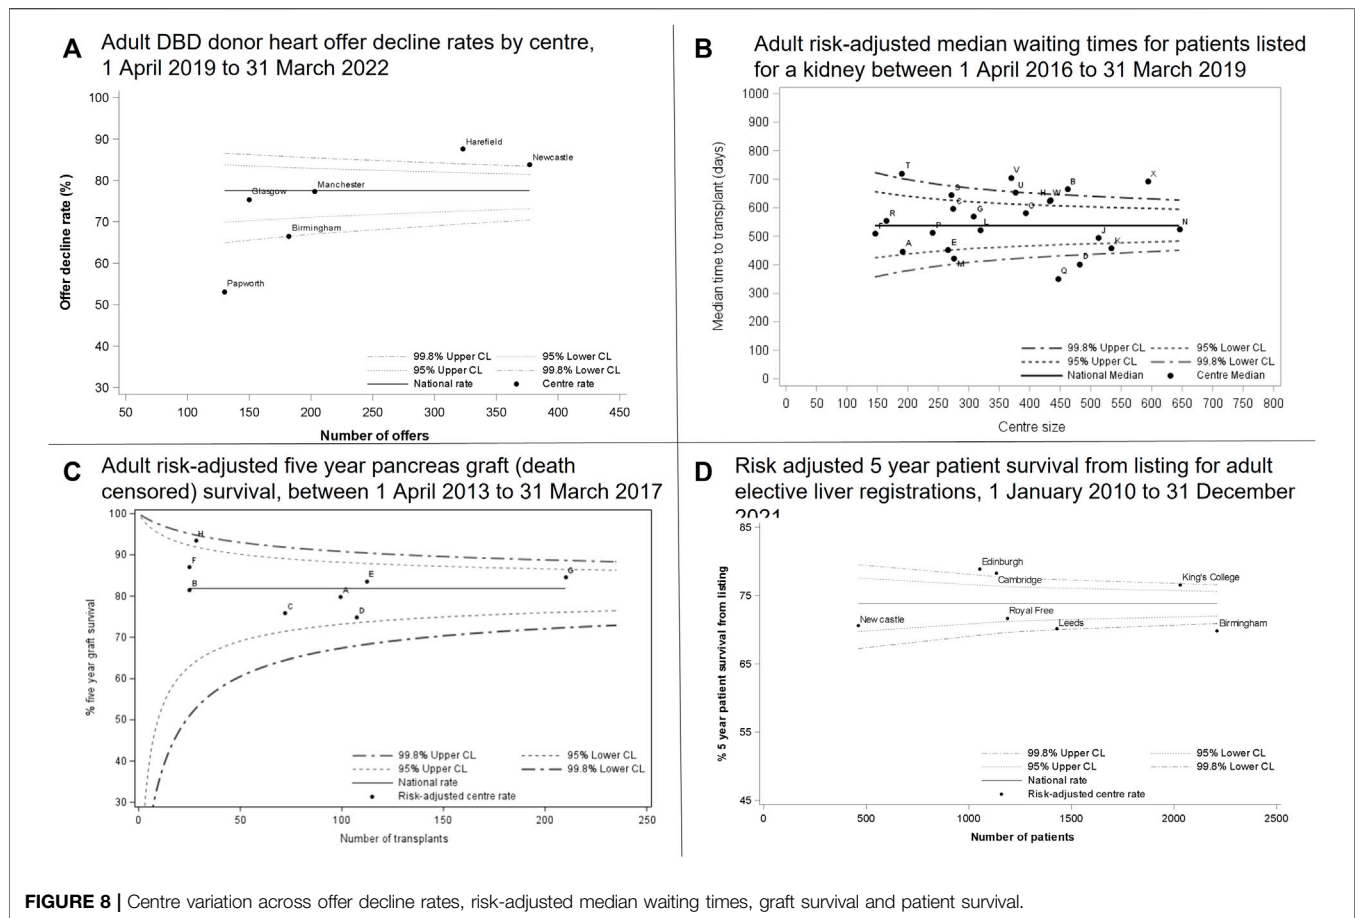 A
Adult DBD donor heart offer decline rates by centre,
1 April 2019 to 31 March 2022
100
90
80
70
60
50
40
30
Offer decline rate (%)
Harefield
Newcastle
Glasgow
Manchester
Birmingham
Papworth
99.8% Upper CL
95% Lower CL
95% Upper CL
99.8% Lower CL
National rate
Centre rate
50 100 150 200 250 300 350 400 450
Number of offers
B
Adult risk-adjusted median waiting times for patients listed
for a kidney between 1 April 2016 to 31 March 2019
1000
900
800
700
600
500
400
300
200
100
0
Median time to transplant (days)
T
V
X
S
U
H
W
B
C
G
O
R
F
P
L
N
J
A
E
K
M
D
Q
99.8% Upper CL
95% Lower CL
95% Upper CL
99.8% Lower CL
National Median
Centre Median
0 50 100 150 200 250 300 350 400 450 500 550 600 650 700 750 800
Centre size
C
Adult risk-adjusted five year pancreas graft (death
censored) survival, between 1 April 2013 to 31 March 2017
100
90
80
70
60
50
40
30
% five year graft survival
H
F
B
E
G
A
C
D
99.8% Upper CL
95% Lower CL
95% Upper CL
99.8% Lower CL
National rate
Risk-adjusted centre rate
0 50 100 150 200 250
Number of transplants
D
Risk adjusted 5 year patient survival from listing for adult
elective liver registrations, 1 January 2010 to 31 December
2021
85
75
65
55
45
% 5 year patient survival from listing
Edinburgh
Cambridge
King's College
Royal Free
New castle
Leeds
Birmingham
99.8% Upper CL
95% Lower CL
95% Upper CL
99.8% Lower CL
National rate
Risk-adjusted centre rate
0 500 1000 1500 2000 2500
Number of patients
FIGURE 8 | Centre variation across offer decline rates, risk-adjusted median waiting times, graft survival and patient survival.